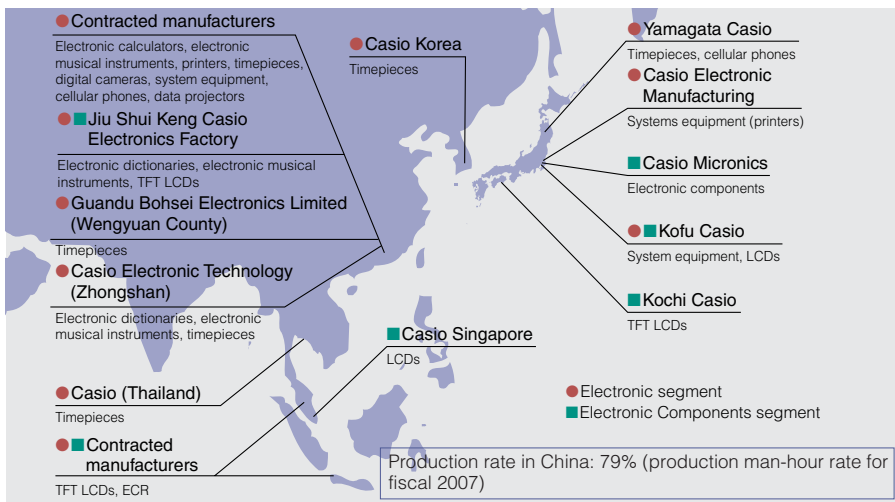 Contracted manufacturers
Electronic calculators, electronic
musical instruments, printers, timepieces,
digital cameras, system equipment,
cellular phones, data projectors
Jiu Shui Keng Casio
Electronics Factory
Electronic dictionaries, electronic musical
instruments, TFT LCDs
Guandu Bohsei Electronics Limited
(Wengyuan County)
Timepieces
Casio Electronic Technology
(Zhongshan)
Electronic dictionaries, electronic
musical instruments, timepieces
Casio (Thailand)
Timepieces
Contracted
manufacturers
TFT LCDs, ECR
Casio Korea
Timepieces
Casio Singapore
LCDs
Yamagata Casio
Timepieces, cellular phones
Casio Electronic
Manufacturing
Systems equipment (printers)
Casio Micronics
Electronic components
Kofu Casio
System equipment, LCDs
Kochi Casio
TFT LCDs
Electronic segment
Electronic Components segment
Production rate in China: 79% (production man-hour rate for
fiscal 2007)